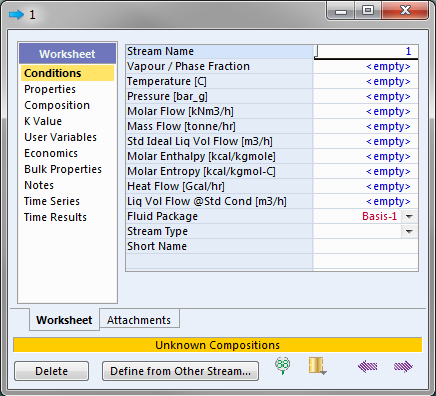 1
Worksheet
Conditions
Properties
Composition
K Value
User Variables
Economics
Bulk Properties
Notes
Time Series
Time Results
Stream Name 1
Vapour / Phase Fraction <empty>
Temperature [C] <empty>
Pressure [bar_g] <empty>
Molar Flow [kNm3/h] <empty>
Mass Flow [tonne/hr] <empty>
Std Ideal Liq Vol Flow [m3/h] <empty>
Molar Enthalpy [kcal/kgmole] <empty>
Molar Entropy [kcal/kgmol-C] <empty>
Heat Flow [Gcal/hr] <empty>
Liq Vol Flow @Std Cond [m3/h] <empty>
Fluid Package Basis-1
Stream Type
Short Name
Worksheet Attachments
Unknown Compositions
Delete Define from Other Stream...